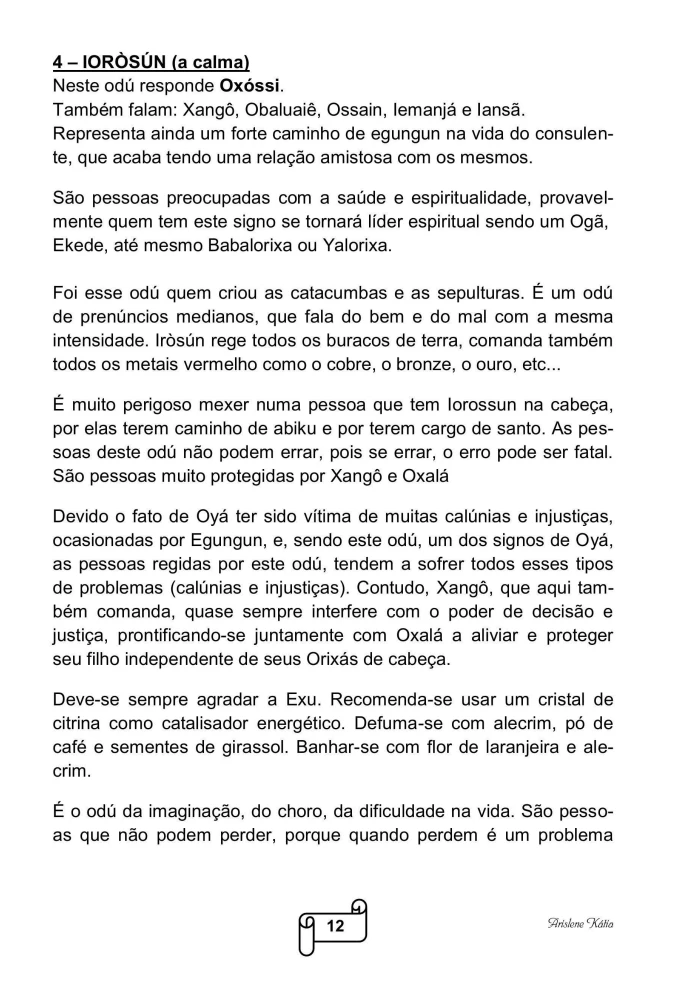 4 – IORÒSÚN (a calma)
Neste odú responde Oxóssi.
Também falam: Xangô, Obaluaiê, Ossain, Iemanjá e Iansã.
Representa ainda um forte caminho de egungun na vida do consulen-
te, que acaba tendo uma relação amistosa com os mesmos.
São pessoas preocupadas com a saúde e espiritualidade, provavel-
mente quem tem este signo se tornará líder espiritual sendo um Ogã,
Ekede, até mesmo Babalorixa ou Yalorixa.
Foi esse odú quem criou as catacumbas e as sepulturas. É um odú
de prenúncios medianos, que fala do bem e do mal com a mesma
intensidade. Iròsún rege todos os buracos de terra, comanda também
todos os metais vermelho como o cobre, o bronze, o ouro, etc...
É muito perigoso mexer numa pessoa que tem Iorossun na cabeça,
por elas terem caminho de abiku e por terem cargo de santo. As pes-
soas deste odú não podem errar, pois se errar, o erro pode ser fatal.
São pessoas muito protegidas por Xangô e Oxalá
Devido o fato de Oyá ter sido vítima de muitas calúnias e injustiças,
ocasionadas por Egungun, e, sendo este odú, um dos signos de Oyá,
as pessoas regidas por este odú, tendem a sofrer todos esses tipos
de problemas (calúnias e injustiças). Contudo, Xangô, que aqui tam-
bém comanda, quase sempre interfere com o poder de decisão e
justiça, prontificando-se juntamente com Oxalá a aliviar e proteger
seu filho independente de seus Orixás de cabeça.
Deve-se sempre agradar a Exu. Recomenda-se usar um cristal de
citrina como catalisador energético. Defuma-se com alecrim, pó de
café e sementes de girassol. Banhar-se com flor de laranjeira e ale-
crim.
É o odú da imaginação, do choro, da dificuldade na vida. São pesso-
as que não podem perder, porque quando perdem é um problema
12
Arislene Kátia